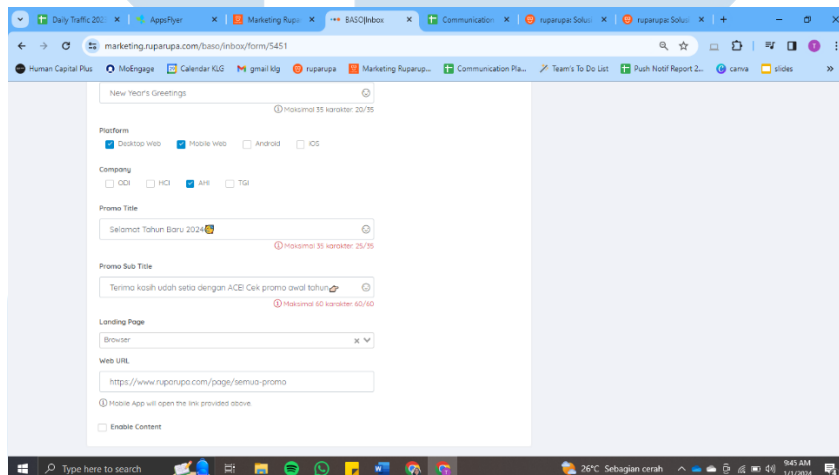 Daily Traffic 202
AppsFlyer
Marketing Rupa
BASO|Inbox
Communication
ruparupa: Solusi
ruparupa: Solusi
marketing.ruparupa.com/baso/inbox/form/5451
Human Capital Plus
MoEngage
Calendar KLG
gmail klg
ruparupa
Marketing Ruparup...
Communication Pla...
Team's To Do List
Push Notif Report 2...
canva
slides
New Year's Greetings
Maksimal 35 karakter: 20/35
Platform
Desktop Web Mobile Web Android IOS
Company
ODI HCI AHI TGI
Promo Title
Selamat Tahun Baru 2024
Maksimal 35 karakter: 25/35
Promo Sub Title
Terima kasih udah setia dengan ACE! Cek promo awal tahun
Maksimal 60 karakter: 60/60
Landing Page
Browser
Web URL
https://www.ruparupa.com/page/semua-promo
Mobile App will open the link provided above
Enable Content
Type here to search
26°C Sebagian cerah
9:45 AM
1/1/2024